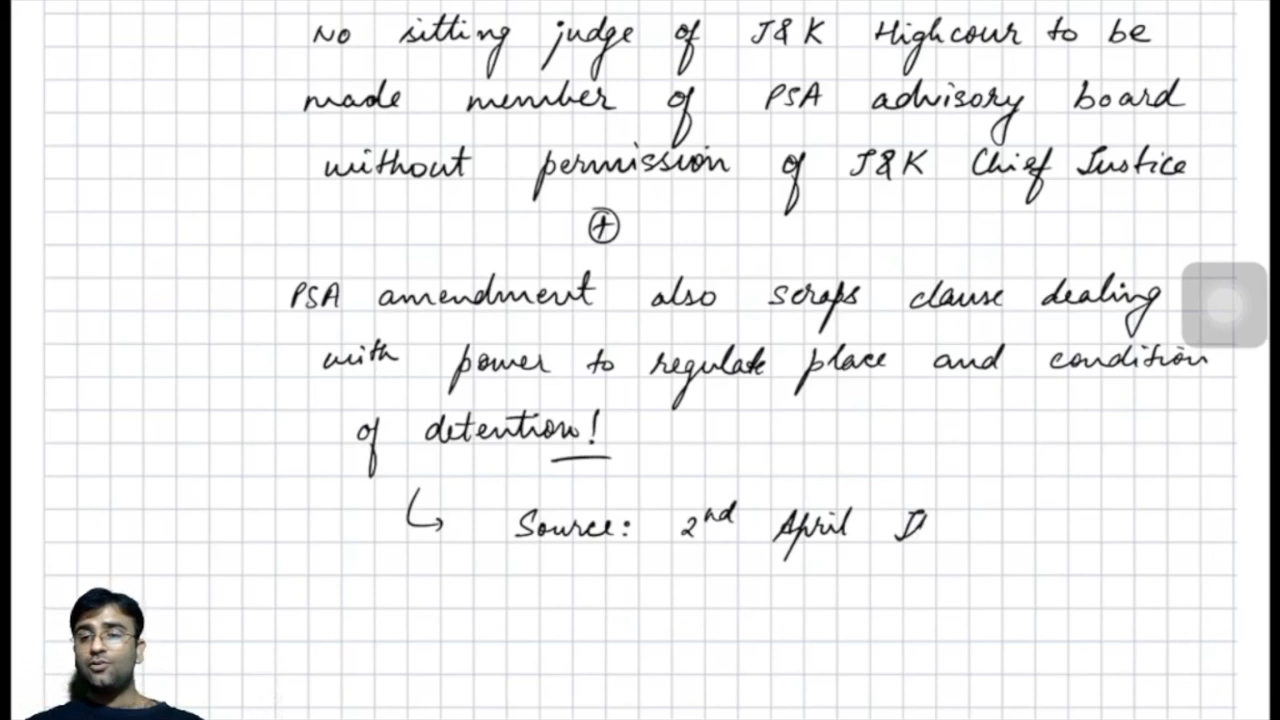 No sitting judge of J&K Highcour to be
made member of PSA advisory board
without permission of J&K Chief Justice
+
PSA amendment also scraps clause dealing
with power to regulate place and condition
of detention!
↳ Source: 2nd April